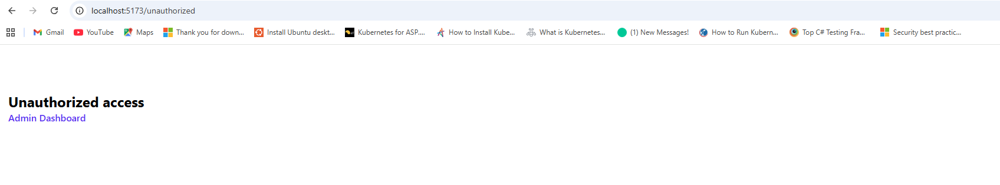 localhost:5173/unauthorized
Gmail YouTube Maps Thank you for down... Install Ubuntu deskt... Kubernetes for ASP.... How to Install Kube... What is Kubernetes... (1) New Messages! How to Run Kubern... Top C# Testing Fra... Security best practic...
Unauthorized access
Admin Dashboard